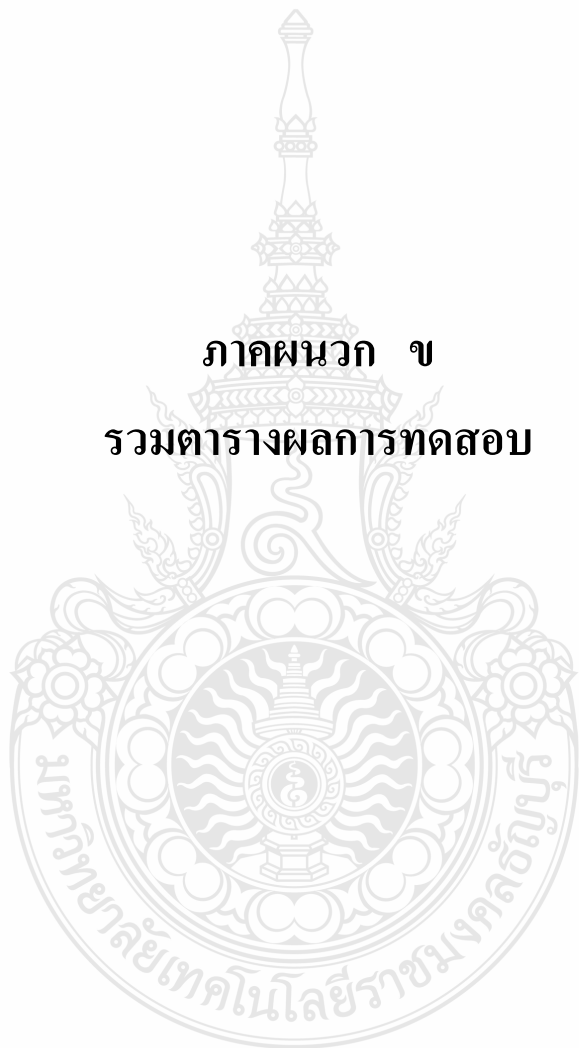 ภาคผนวก ข
รวมตารางผลการทดสอบ
มหาวิทยาลัยเทคโนโลยีราชมงคลธัญบุรี